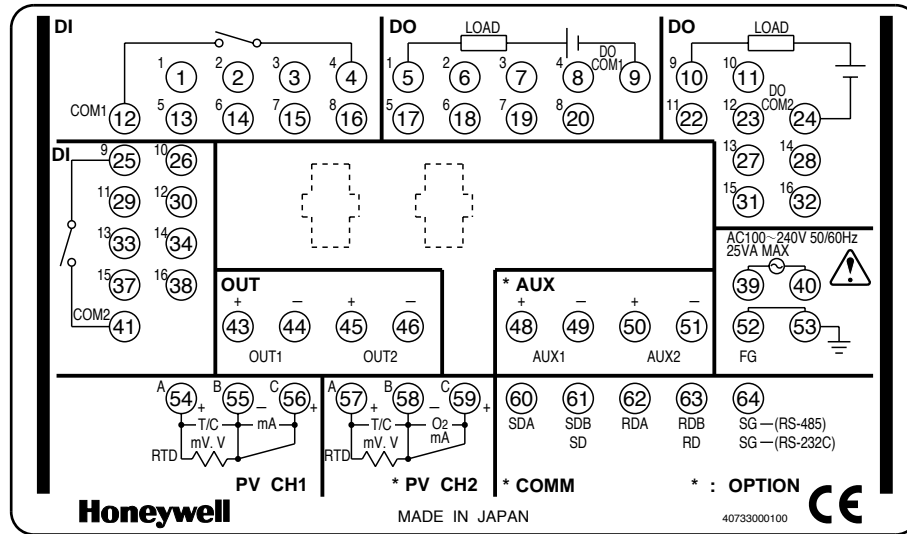 DI
DO
LOAD
DO COM1
DO
LOAD
1 1 2 2 3 3 4 4
1 5 2 6 3 7 4 8 9
9 10 10 11
COM1 12 5 13 6 14 7 15 8 16
5 17 6 18 7 19 8 20
11 22 12 23 DO COM2 24
DI
9 25 10 26
11 29 12 30
13 33 14 34
15 37 16 38
COM2 41
13 27 14 28
15 31 16 32
AC100~240V 50/60Hz
25VA MAX
39 40
52 53
FG
OUT
+ − + −
43 44 45 46
OUT1 OUT2
* AUX
+ − + −
48 49 50 51
AUX1 AUX2
A 54 B 55 C 56
+ − +
T/C mA
mV. V
RTD
PV CH1
A 57 B 58 C 59
+ − +
T/C O2
mV. V mA
RTD
* PV CH2
60 61 62 63 64
SDA SDB RDA RDB SG—(RS-485)
SD RD SG—(RS-232C)
* COMM
* : OPTION
Honeywell
MADE IN JAPAN
40733000100
CE